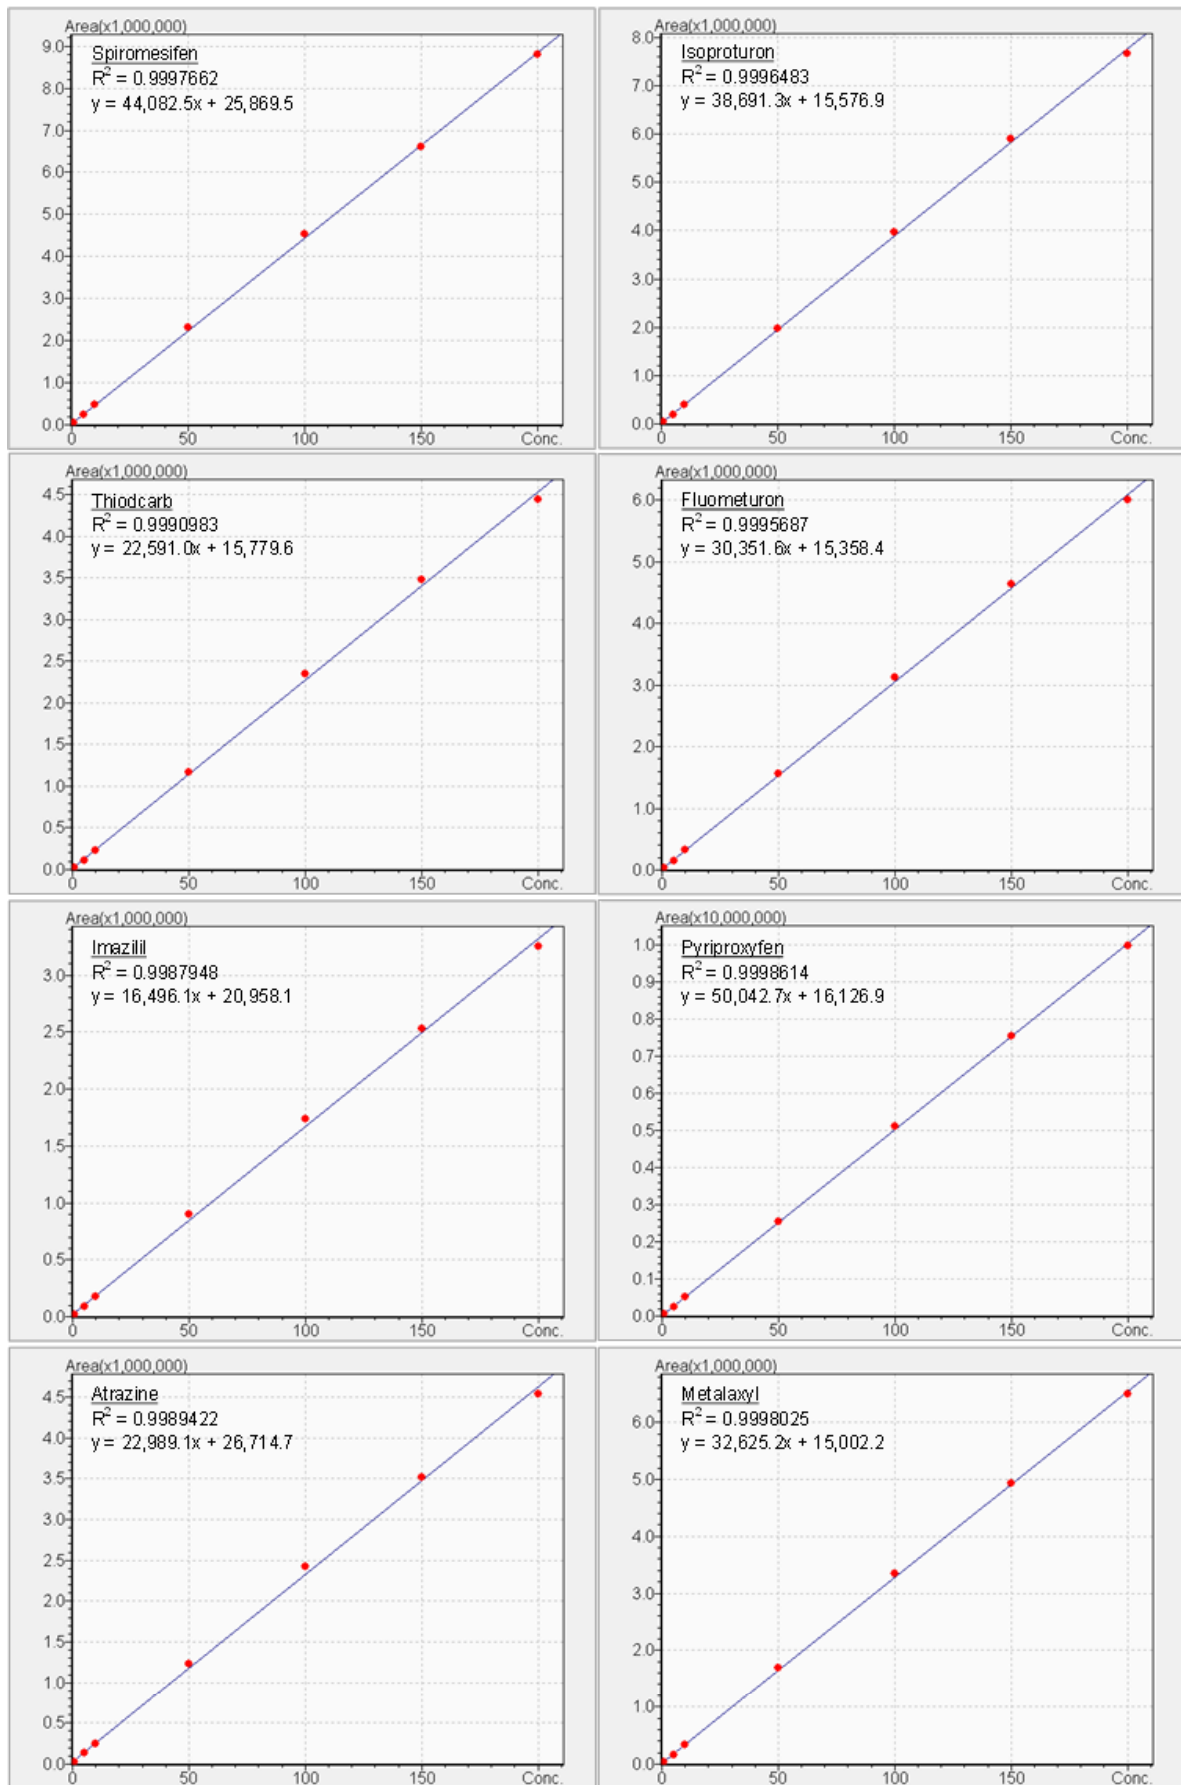 Area(x1,000,000)
Spiromesifen
R² = 0.9997662
y = 44,082.5x + 25,869.5
9.0
8.0
7.0
6.0
5.0
4.0
3.0
2.0
1.0
0.0
0 50 100 150 Conc.
Area(x1,000,000)
Isoproturon
R² = 0.9996483
y = 38,691.3x + 15,576.9
8.0
7.0
6.0
5.0
4.0
3.0
2.0
1.0
0.0
0 50 100 150 Conc.
Area(x1,000,000)
Thiodcarb
R² = 0.9990983
y = 22,591.0x + 15,779.6
4.5
4.0
3.5
3.0
2.5
2.0
1.5
1.0
0.5
0.0
0 50 100 150 Conc.
Area(x1,000,000)
Fluometuron
R² = 0.9995687
y = 30,351.6x + 15,358.4
6.0
5.0
4.0
3.0
2.0
1.0
0.0
0 50 100 150 Conc.
Area(x1,000,000)
Imazilil
R² = 0.9987948
y = 16,496.1x + 20,958.1
3.0
2.5
2.0
1.5
1.0
0.5
0.0
0 50 100 150 Conc.
Area(x10,000,000)
Pyriproxyfen
R² = 0.9998614
y = 50,042.7x + 16,126.9
1.0
0.9
0.8
0.7
0.6
0.5
0.4
0.3
0.2
0.1
0.0
0 50 100 150 Conc.
Area(x1,000,000)
Atrazine
R² = 0.9989422
y = 22,989.1x + 26,714.7
4.5
4.0
3.5
3.0
2.5
2.0
1.5
1.0
0.5
0.0
0 50 100 150 Conc.
Area(x1,000,000)
Metalaxyl
R² = 0.9998025
y = 32,625.2x + 15,002.2
6.0
5.0
4.0
3.0
2.0
1.0
0.0
0 50 100 150 Conc.